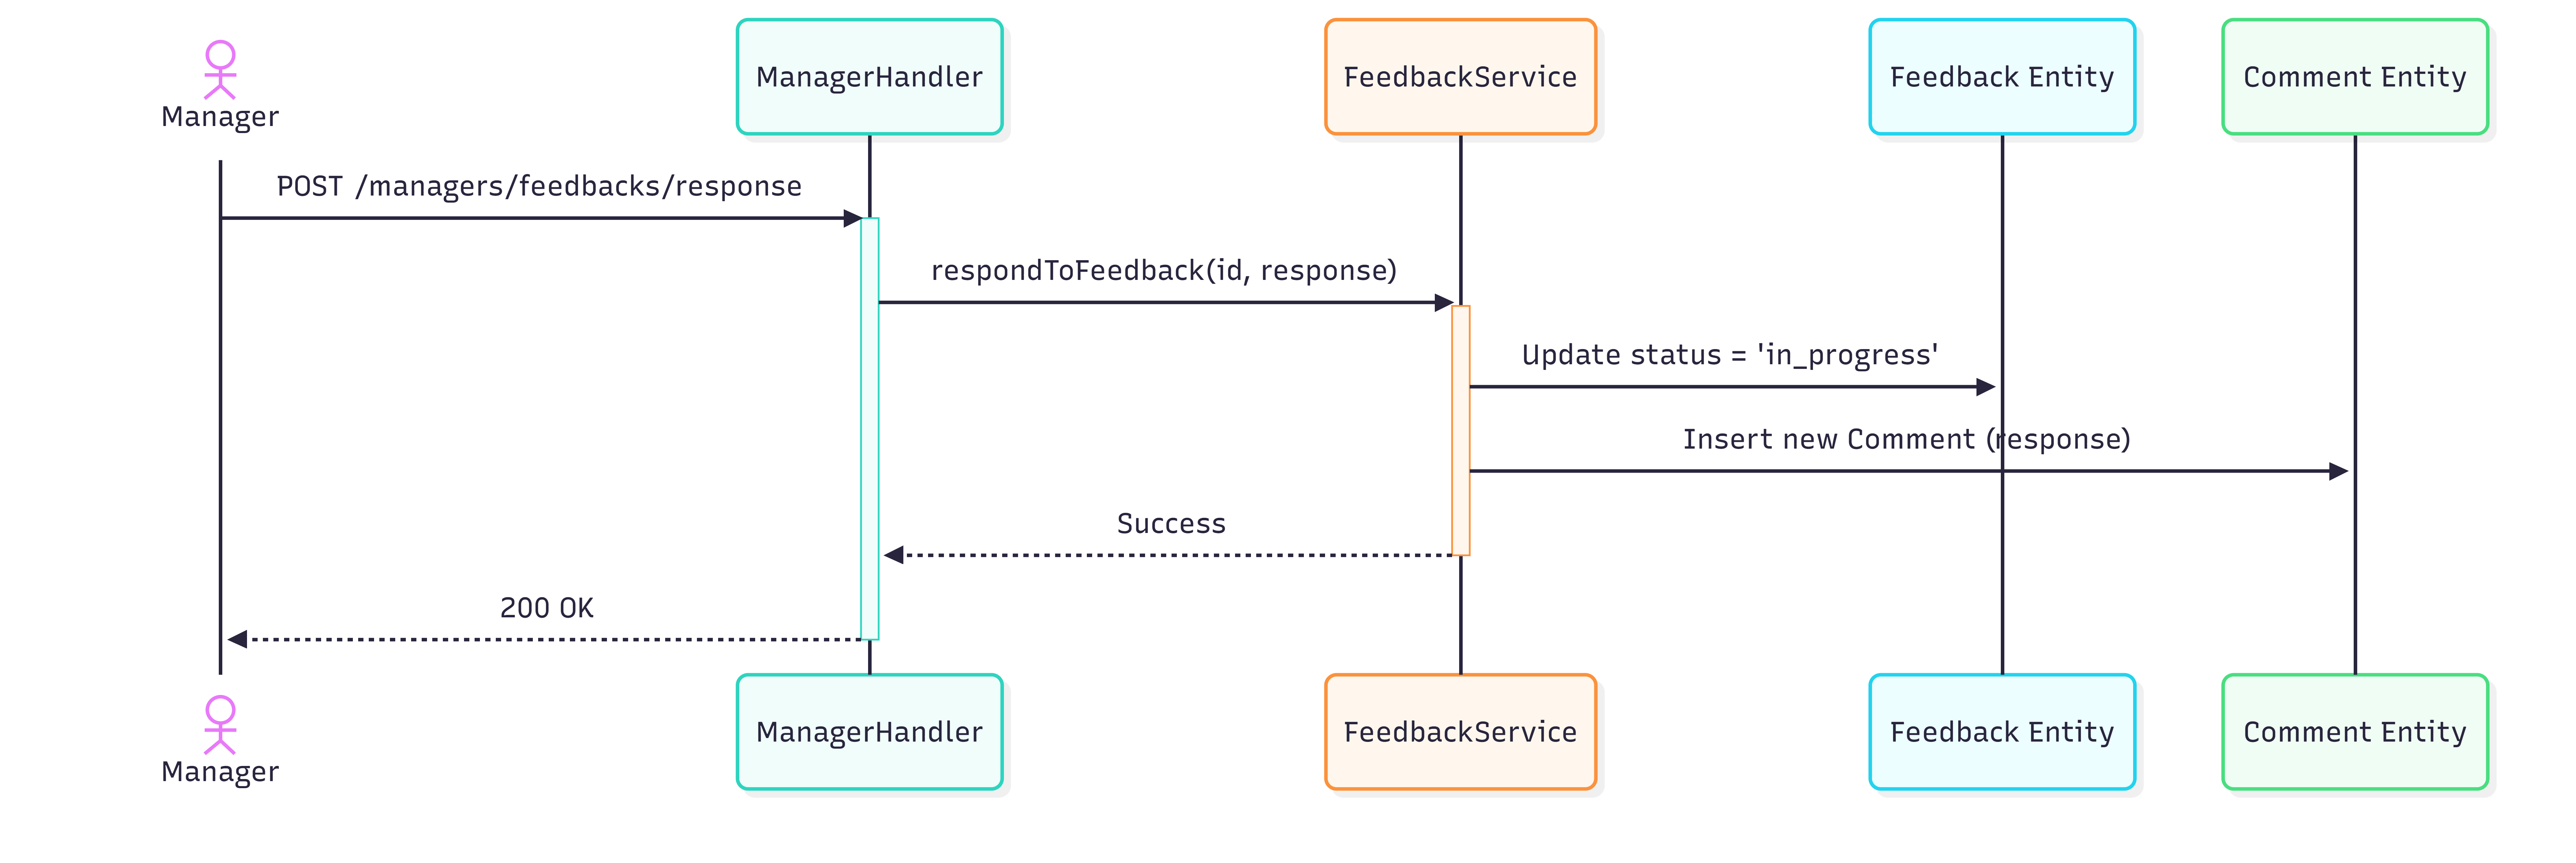 Manager
ManagerHandler
FeedbackService
Feedback Entity
Comment Entity
POST /managers/feedbacks/response
respondToFeedback(id, response)
Update status = 'in_progress'
Insert new Comment (response)
Success
200 OK
Manager
ManagerHandler
FeedbackService
Feedback Entity
Comment Entity